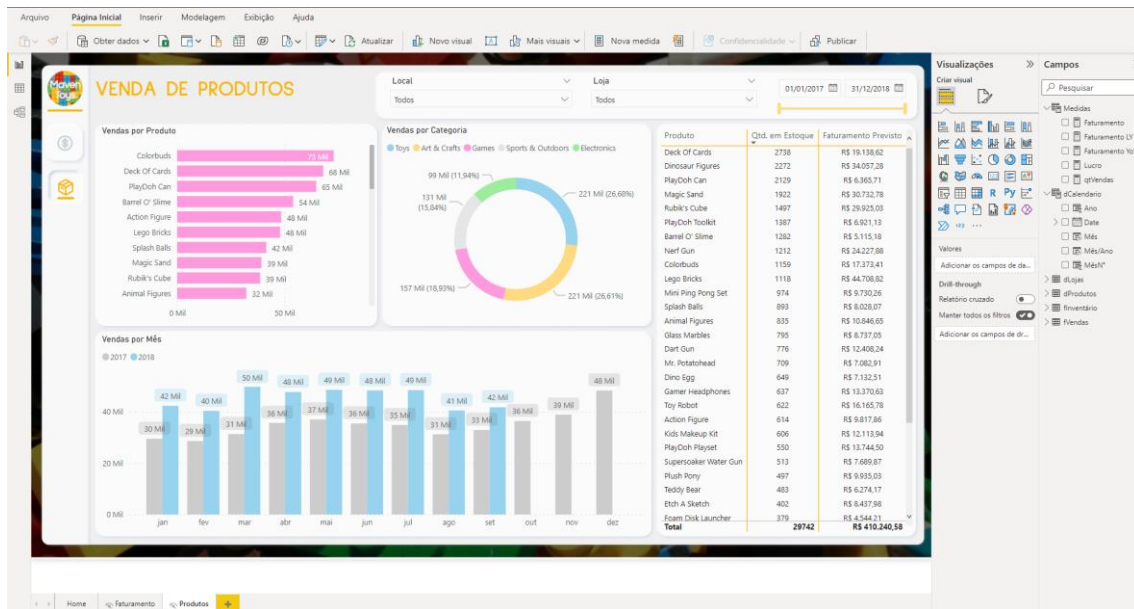 Arquivo Página Inicial Inserir Modelagem Exibição Ajuda
Obter dados Atualizar Novo visual Mais visuais Nova medida Confidencialidade Publicar
Maven Toys
VENDA DE PRODUTOS
Local
Todos
Loja
Todos
01/01/2017 31/12/2018
Vendas por Produto
Colorbuds 73 Mil
Deck Of Cards 68 Mil
PlayDoh Can 65 Mil
Barrel O' Slime 54 Mil
Action Figure 48 Mil
Lego Bricks 48 Mil
Splash Balls 42 Mil
Magic Sand 39 Mil
Rubik's Cube 39 Mil
Animal Figures 32 Mil
0 Mil 50 Mil
Vendas por Categoria
Toys Art & Crafts Games Sports & Outdoors Electronics
99 Mil (11,94%)
131 Mil
(15,84%)
221 Mil (26,68%)
157 Mil (18,93%)
221 Mil (26,61%)
Vendas por Mês
2017 2018
40 Mil
20 Mil
0 Mil
30 Mil 42 Mil 29 Mil 40 Mil 31 Mil 50 Mil 36 Mil 48 Mil 37 Mil 49 Mil 36 Mil 48 Mil 35 Mil 49 Mil 31 Mil 41 Mil 33 Mil 42 Mil 36 Mil 39 Mil 48 Mil
jan fev mar abr mai jun jul ago set out nov dez
Produto Qtd. em Estoque Faturamento Previsto
Deck Of Cards 2738 R$ 19.138,62
Dinosaur Figures 2272 R$ 34.057,28
PlayDoh Can 2129 R$ 6.365,71
Magic Sand 1922 R$ 30.732,78
Rubik's Cube 1497 R$ 29.925,03
PlayDoh Toolkit 1387 R$ 6.921,13
Barrel O' Slime 1282 R$ 5.115,18
Nerf Gun 1212 R$ 24.227,88
Colorbuds 1159 R$ 17.373,41
Lego Bricks 1118 R$ 44.708,82
Mini Ping Pong Set 974 R$ 9.730,26
Splash Balls 893 R$ 8.028,07
Animal Figures 835 R$ 10.846,65
Glass Marbles 795 R$ 8.737,05
Dart Gun 776 R$ 12.408,24
Mr. Potatohead 709 R$ 7.082,91
Dino Egg 649 R$ 7.132,51
Gamer Headphones 637 R$ 13.370,63
Toy Robot 622 R$ 16.165,78
Action Figure 614 R$ 9.817,86
Kids Makeup Kit 606 R$ 12.113,94
PlayDoh Playset 550 R$ 13.744,50
Supersoaker Water Gun 513 R$ 7.689,87
Plush Pony 497 R$ 9.935,03
Teddy Bear 483 R$ 6.274,17
Etch A Sketch 402 R$ 8.437,98
Foam Disk Launcher 379 R$ 4.544,21
Total 29742 R$ 410.240,58
Visualizações
Criar visual
R Py
123 ...
Valores
Adicionar os campos de da...
Drill-through
Relatório cruzado
Manter todos os filtros
Adicionar os campos de dr...
Campos
Pesquisar
Medidas
Faturamento
Faturamento LY
Faturamento Yo
Lucro
qtVendas
dCalendario
Ano
Date
Mês
Mês/Ano
MêsN°
dLojas
dProdutos
fInventário
fVendas
Home Faturamento Produtos +